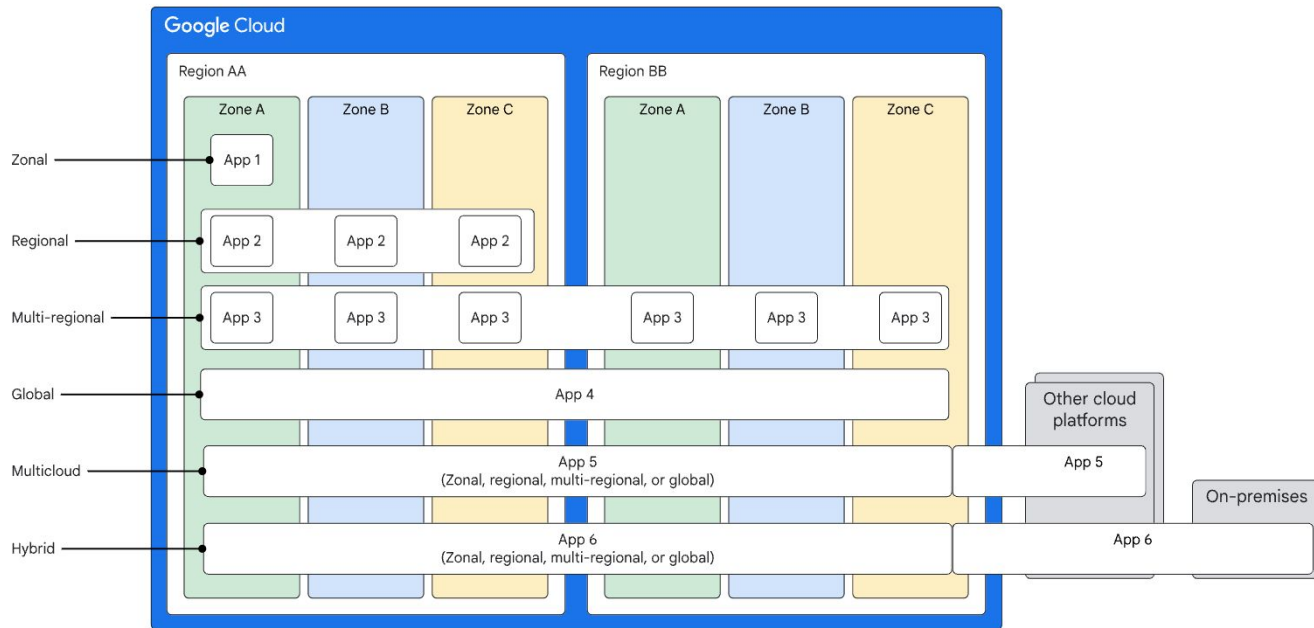 Google Cloud
Region AA
Region BB
Zone A
Zone B
Zone C
Zone A
Zone B
Zone C
Zonal
App 1
Regional
App 2
App 2
App 2
Multi-regional
App 3
App 3
App 3
App 3
App 3
App 3
Global
App 4
Other cloud
platforms
Multicloud
App 5
(Zonal, regional, multi-regional, or global)
App 5
On-premises
Hybrid
App 6
(Zonal, regional, multi-regional, or global)
App 6